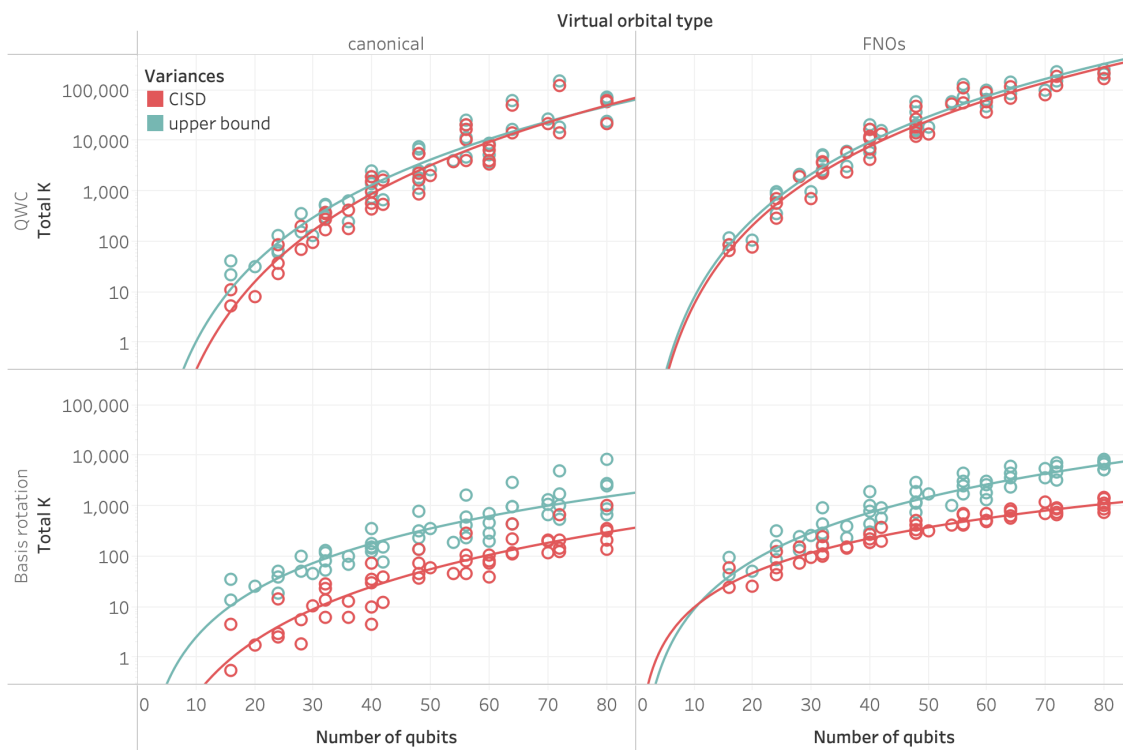 Virtual orbital type
canonical
FNOs
Variances
CISD
upper bound
QWC
Total K
100,000
10,000
1,000
100
10
1
Basis rotation
Total K
100,000
10,000
1,000
100
10
1
0 10 20 30 40 50 60 70 80
0 10 20 30 40 50 60 70 80
Number of qubits
Number of qubits